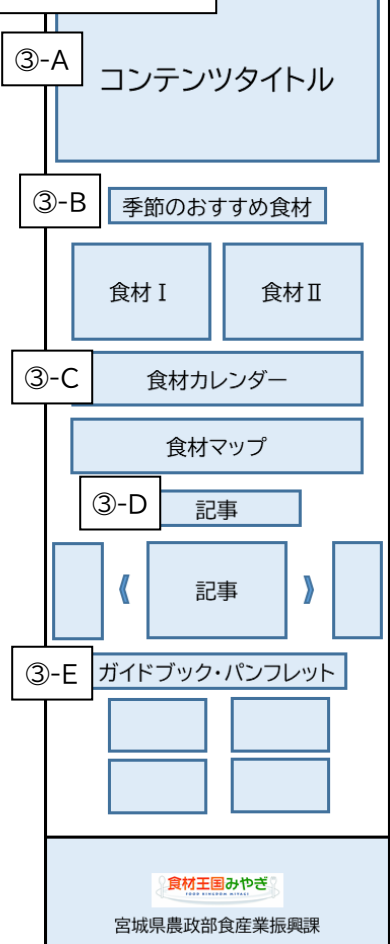 ③-A
コンテンツタイトル
③-B
季節のおすすめ食材
食材Ⅰ
食材Ⅱ
③-C
食材カレンダー
食材マップ
③-D
記事
《
記事
》
③-E
ガイドブック・パンフレット
食材王国みやぎ
FOOD KINGDOM MIYAGI
宮城県農政部食産業振興課